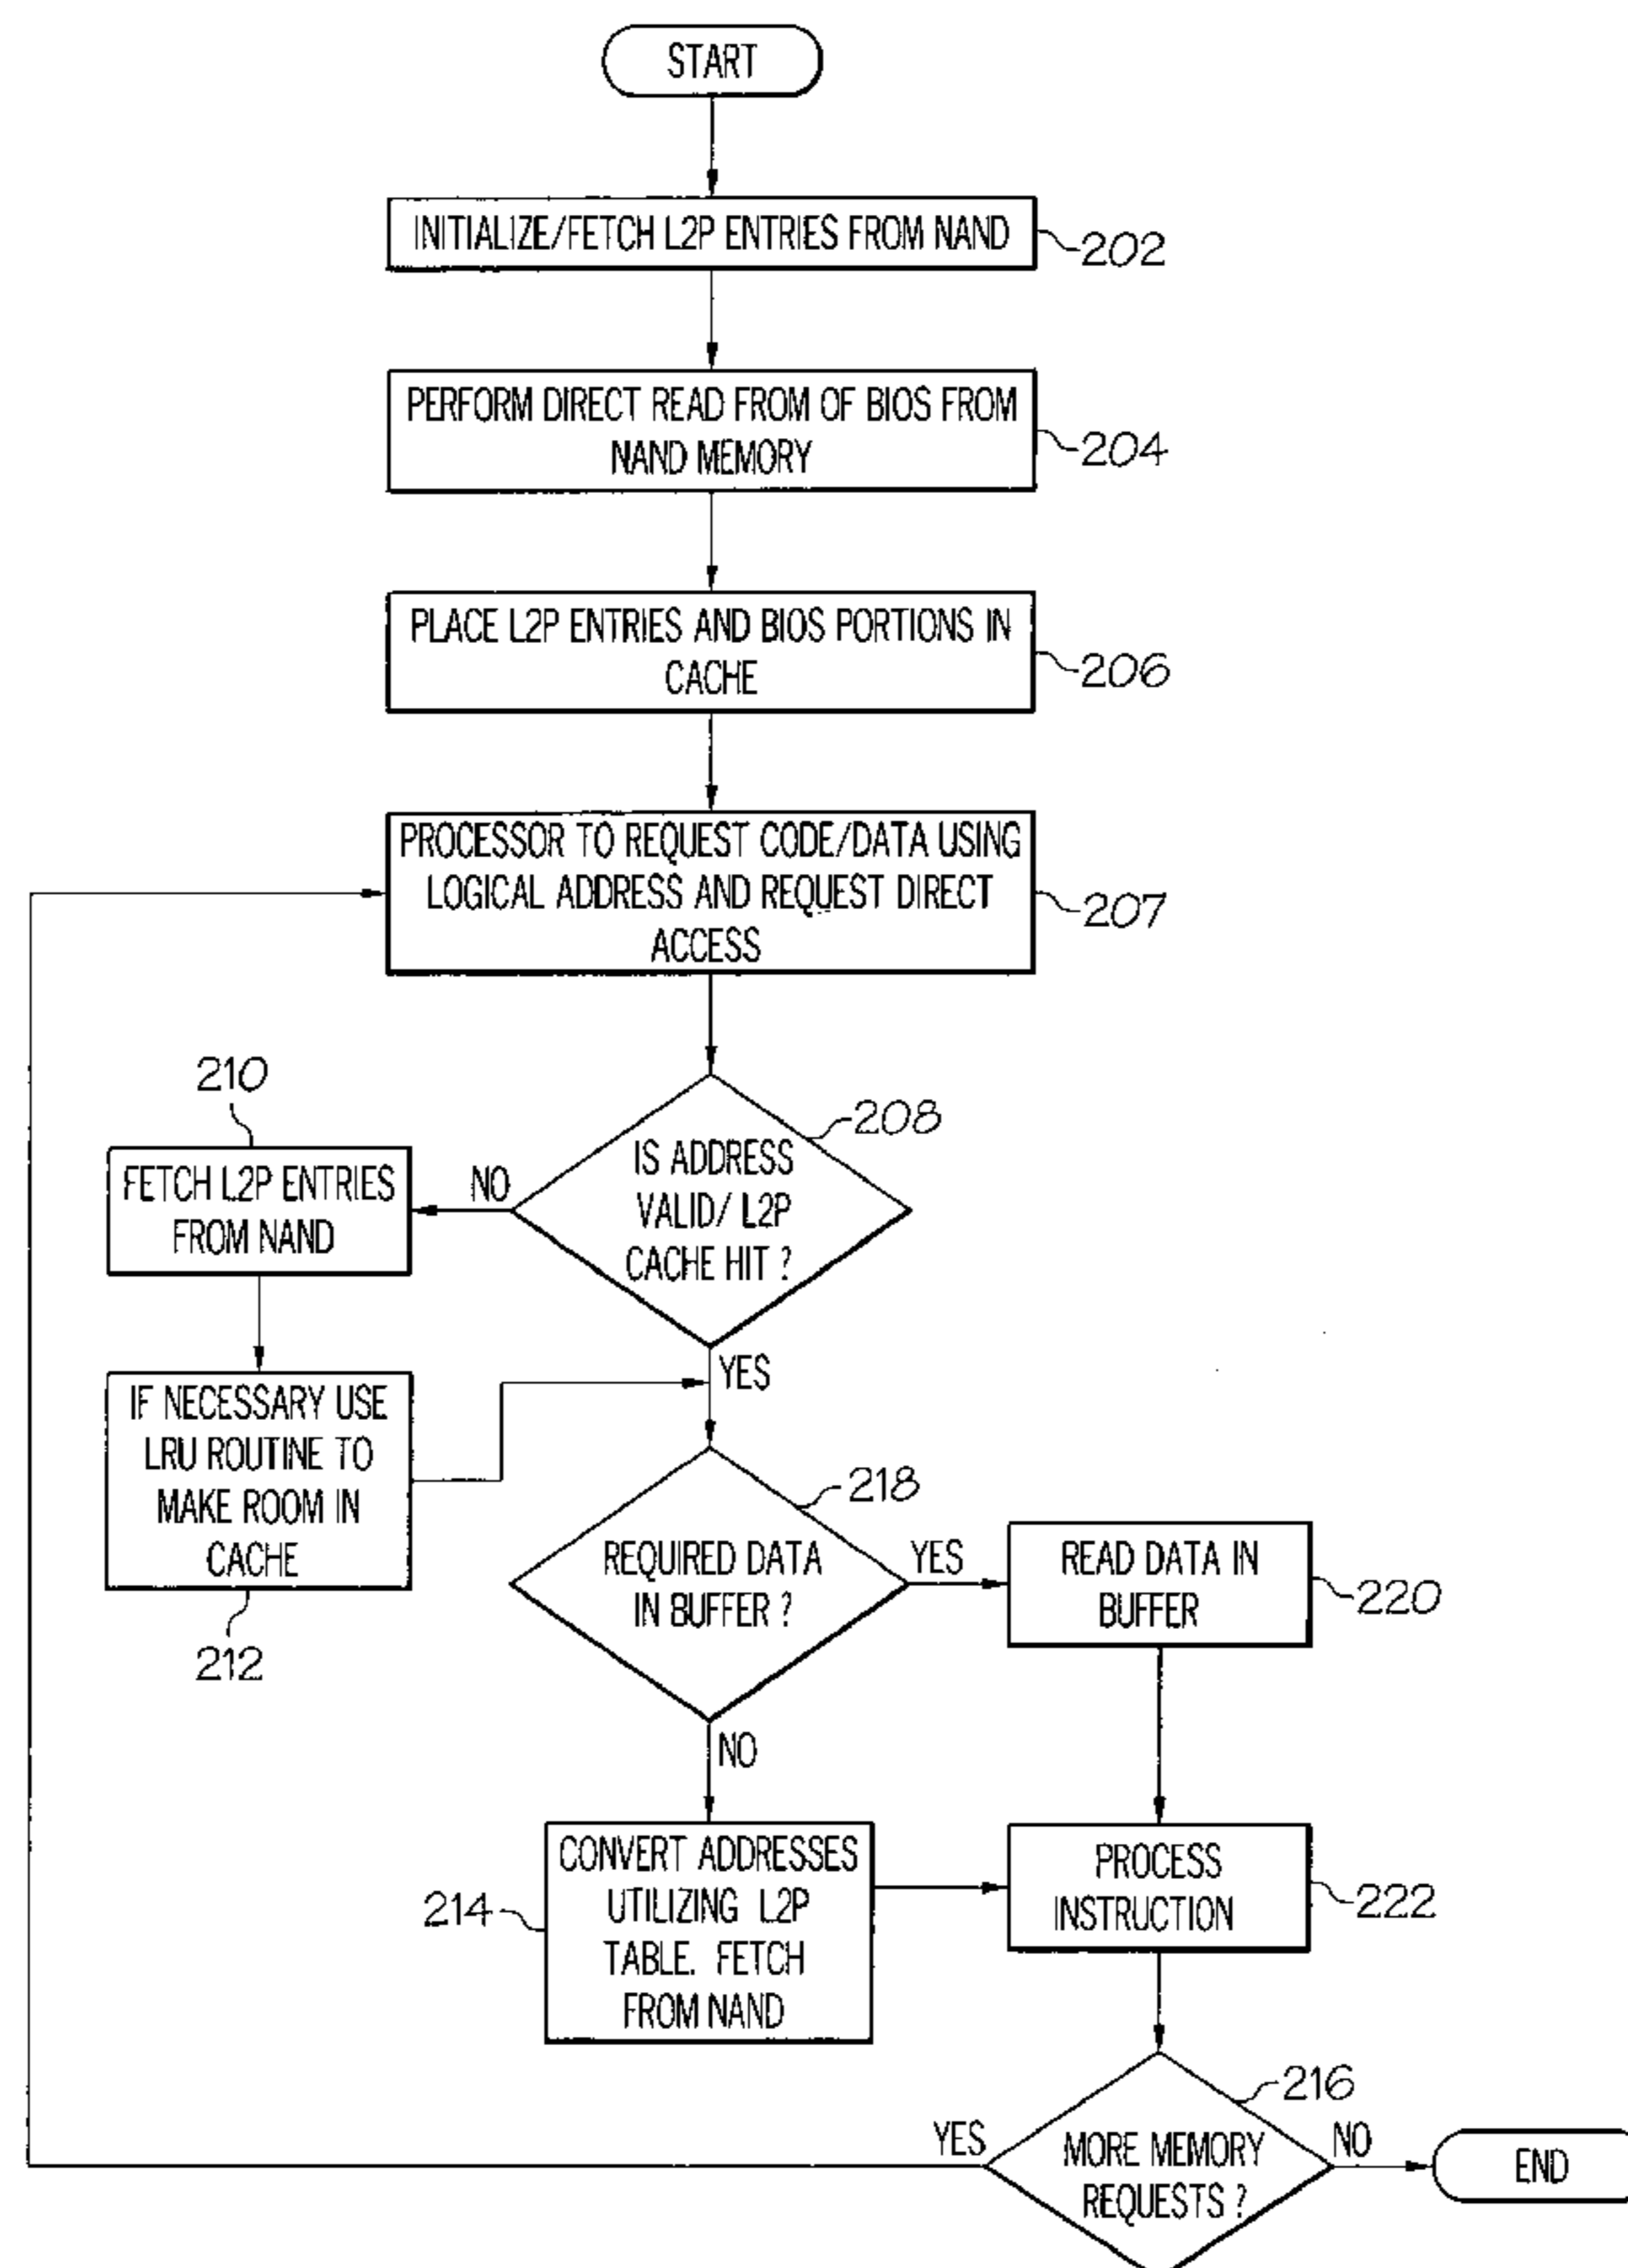 START
INITIALIZE/FETCH L2P ENTRIES FROM NAND
202
PERFORM DIRECT READ FROM OF BIOS FROM
NAND MEMORY
204
PLACE L2P ENTRIES AND BIOS PORTIONS IN
CACHE
206
PROCESSOR TO REQUEST CODE/DATA USING
LOGICAL ADDRESS AND REQUEST DIRECT
ACCESS
207
IS ADDRESS
VALID/ L2P
CACHE HIT ?
208
NO
210
FETCH L2P ENTRIES
FROM NAND
IF NECESSARY USE
LRU ROUTINE TO
MAKE ROOM IN
CACHE
212
YES
REQUIRED DATA
IN BUFFER ?
218
YES
READ DATA IN
BUFFER
220
NO
CONVERT ADDRESSES
UTILIZING L2P
TABLE. FETCH
FROM NAND
214
PROCESS
INSTRUCTION
222
MORE MEMORY
REQUESTS ?
216
YES
NO
END